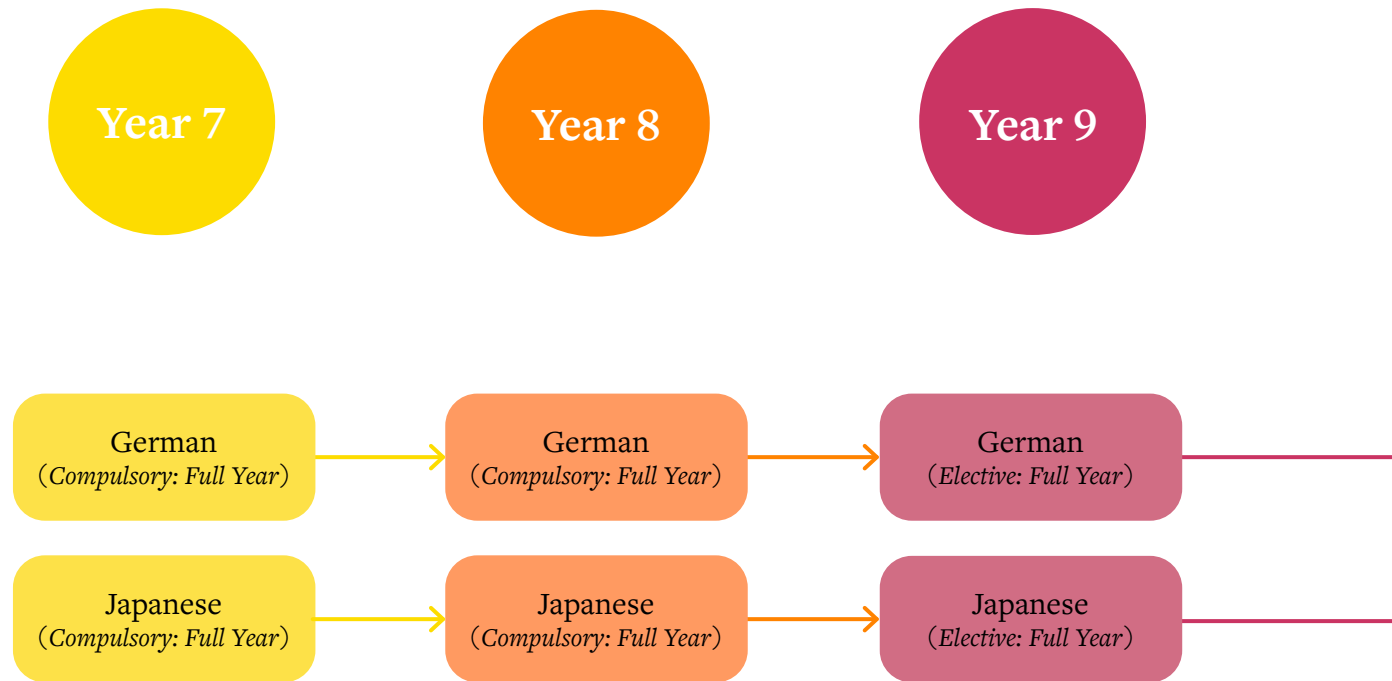 Year 7
Year 8
Year 9
German
(Compulsory: Full Year)
German
(Compulsory: Full Year)
German
(Elective: Full Year)
Japanese
(Compulsory: Full Year)
Japanese
(Compulsory: Full Year)
Japanese
(Elective: Full Year)